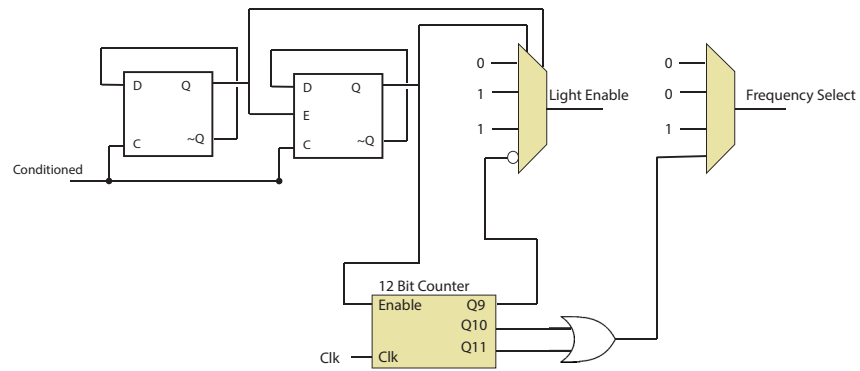 D Q
C ~Q
D Q
E
C ~Q
Conditioned
0
1
1
Light Enable
0
0
1
Frequency Select
12 Bit Counter
Enable Q9
Q10
Q11
Clk Clk